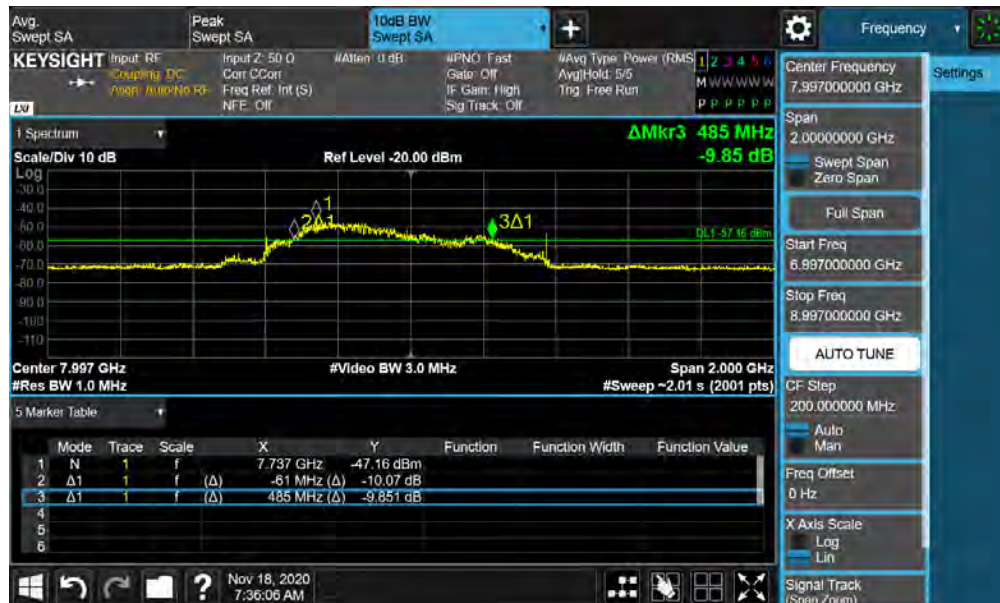 Avg.
Swept SA
Peak
Swept SA
10dB BW
Swept SA
Frequency
KEYSIGHT
Input: RF
Coupling: DC
Align: Auto/No RF
Input Z: 50 Ω
Corr CCorr
Freq Ref: Int (S)
NFE: Off
#Atten: 0 dB
#PNO: Fast
Gate: Off
IF Gain: High
Sig Track: Off
#Avg Type: Power (RMS
Avg|Hold: 5/5
Trig: Free Run
1 2 3 4 5 6
M W W W W W
P P P P P P
LXI
Center Frequency
7.997000000 GHz
Settings
Span
2.00000000 GHz
Swept Span
Zero Span
Full Span
Start Freq
6.997000000 GHz
Stop Freq
8.997000000 GHz
AUTO TUNE
CF Step
200.000000 MHz
Auto
Man
Freq Offset
0 Hz
X Axis Scale
Log
Lin
Signal Track
(Span Zoom)
1 Spectrum
ΔMkr3 485 MHz
-9.85 dB
Scale/Div 10 dB
Ref Level -20.00 dBm
Log
-30.0
-40.0
-50.0
-60.0
-70.0
-80.0
-90.0
-100
-110
1
2Δ1
3Δ1
DL1 -57.16 dBm
Center 7.997 GHz
#Video BW 3.0 MHz
Span 2.000 GHz
#Res BW 1.0 MHz
#Sweep ~2.01 s (2001 pts)
5 Marker Table
Mode Trace Scale X Y Function Function Width Function Value
1 N 1 f 7.737 GHz -47.16 dBm
2 Δ1 1 f (Δ) -61 MHz (Δ) -10.07 dB
3 Δ1 1 f (Δ) 485 MHz (Δ) -9.851 dB
4
5
6
?
Nov 18, 2020
7:36:06 AM